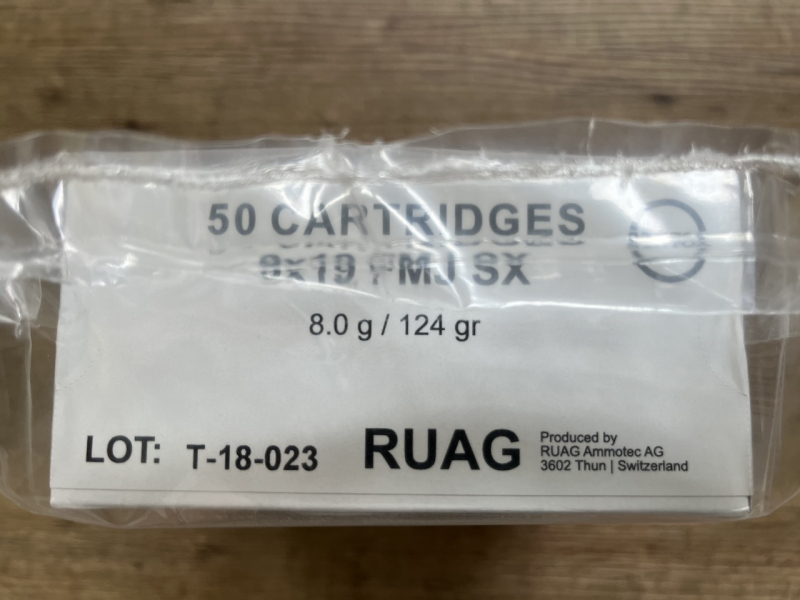 50 CARTRIDGES
9x19 FMJ SX
8.0 g / 124 gr
LOT: T-18-023
RUAG
Produced by
RUAG Ammotec AG
3602 Thun | Switzerland